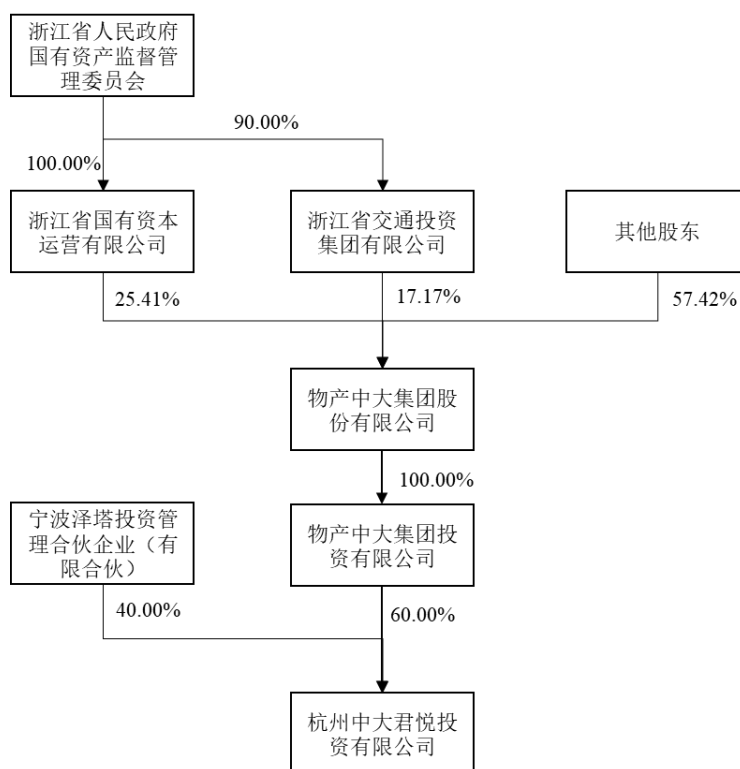 浙江省人民政府
国有资产监督管
理委员会
90.00%
100.00%
浙江省国有资本
运营有限公司
浙江省交通投资
集团有限公司
其他股东
25.41%
17.17%
57.42%
物产中大集团股
份有限公司
100.00%
宁波泽塔投资管
理合伙企业（有
限合伙）
物产中大集团投
资有限公司
40.00%
60.00%
杭州中大君悦投
资有限公司